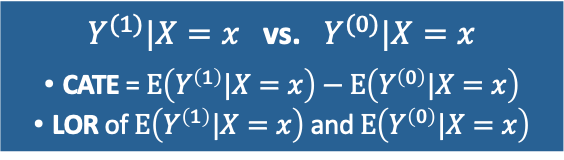 Y⁽¹⁾|X = x vs. Y⁽⁰⁾|X = x
• CATE = E(Y⁽¹⁾|X = x) − E(Y⁽⁰⁾|X = x)
• LOR of E(Y⁽¹⁾|X = x) and E(Y⁽⁰⁾|X = x)